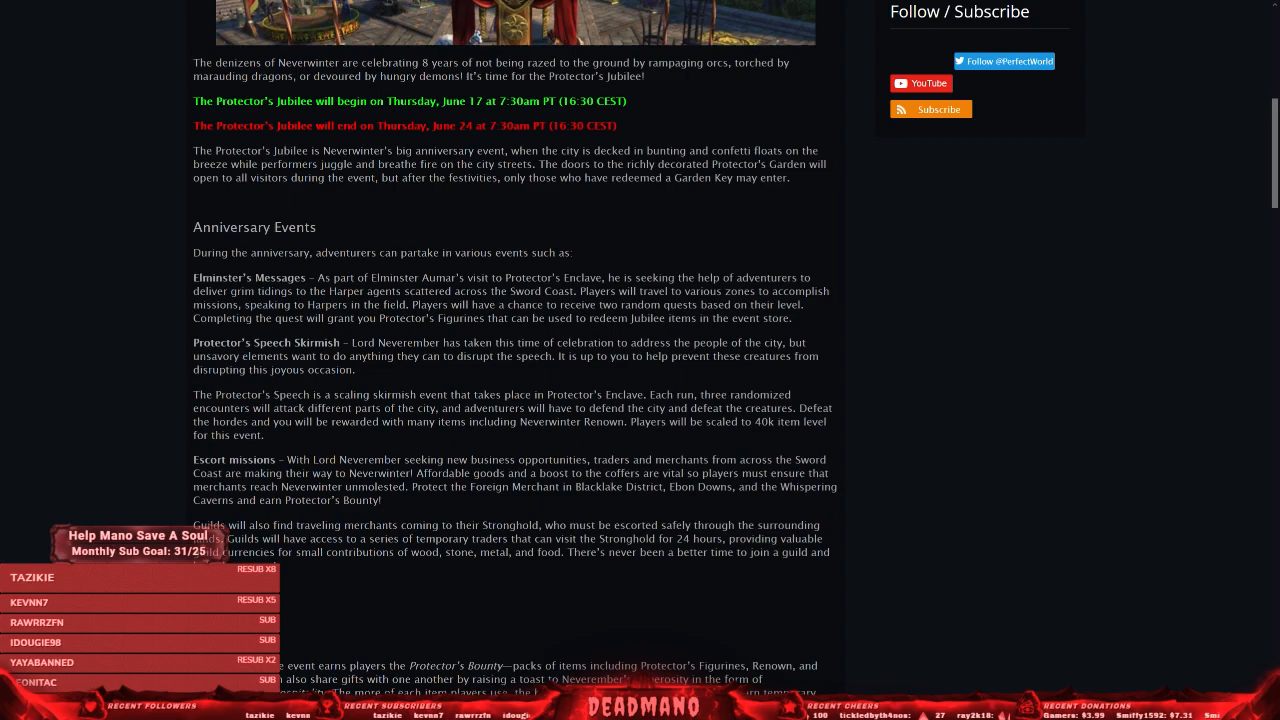 Follow / Subscribe
Follow @PerfectWorld
YouTube
Subscribe
The denizens of Neverwinter are celebrating 8 years of not being razed to the ground by rampaging orcs, torched by
marauding dragons, or devoured by hungry demons! It's time for the Protector's Jubilee!
The Protector's Jubilee will begin on Thursday, June 17 at 7:30am PT (16:30 CEST)
The Protector's Jubilee will end on Thursday, June 24 at 7:30am PT (16:30 CEST)
The Protector's Jubilee is Neverwinter's big anniversary event, when the city is decked in bunting and confetti floats on the
breeze while performers juggle and breathe fire on the city streets. The doors to the richly decorated Protector's Garden will
open to all visitors during the event, but after the festivities, only those who have redeemed a Garden Key may enter.
Anniversary Events
During the anniversary, adventurers can partake in various events such as:
Elminster's Messages – As part of Elminster Aumar's visit to Protector's Enclave, he is seeking the help of adventurers to
deliver grim tidings to the Harper agents scattered across the Sword Coast. Players will travel to various zones to accomplish
missions, speaking to Harpers in the field. Players will have a chance to receive two random quests based on their level.
Completing the quest will grant you Protector's Figurines that can be used to redeem Jubilee items in the event store.
Protector's Speech Skirmish – Lord Neverember has taken this time of celebration to address the people of the city, but
unsavory elements want to do anything they can to disrupt the speech. It is up to you to help prevent these creatures from
disrupting this joyous occasion.
The Protector's Speech is a scaling skirmish event that takes place in Protector's Enclave. Each run, three randomized
encounters will attack different parts of the city, and adventurers will have to defend the city and defeat the creatures. Defeat
the hordes and you will be rewarded with many items including Neverwinter Renown. Players will be scaled to 40k item level
for this event.
Escort missions – With Lord Neverember seeking new business opportunities, traders and merchants from across the Sword
Coast are making their way to Neverwinter! Affordable goods and a boost to the coffers are vital so players must ensure that
merchants reach Neverwinter unmolested. Protect the Foreign Merchant in Blacklake District, Ebon Downs, and the Whispering
Caverns and earn Protector's Bounty!
Guilds will also find traveling merchants coming to their Stronghold, who must be escorted safely through the surrounding
Guilds will have access to a series of temporary traders that can visit the Stronghold for 24 hours, providing valuable
currencies for small contributions of wood, stone, metal, and food. There's never been a better time to join a guild and
Help Mano Save A Soul
Monthly Sub Goal: 31/25
TAZIKIE RESUB X8
KEVNN7 RESUB X5
RAWRRZFN SUB
IDOUGIE98 SUB
YAYABANNED RESUB X2
SUB
e event earns players the Protector's Bounty—packs of items including Protector's Figurines, Renown, and
also share gifts with one another by raising a toast to
The more of each item players use, the
RECENT FOLLOWERS
tazikie kevnn
RECENT SUBSCRIBERS
tazikie kevnn7 rawrrzfn idougi
DEADMANO
RECENT CHEERS
100 tickledbyth4nos: 27 ray2k18:
RECENT DONATIONS
Gamers: $3.99 Smiffy1592: $7.31 Smi